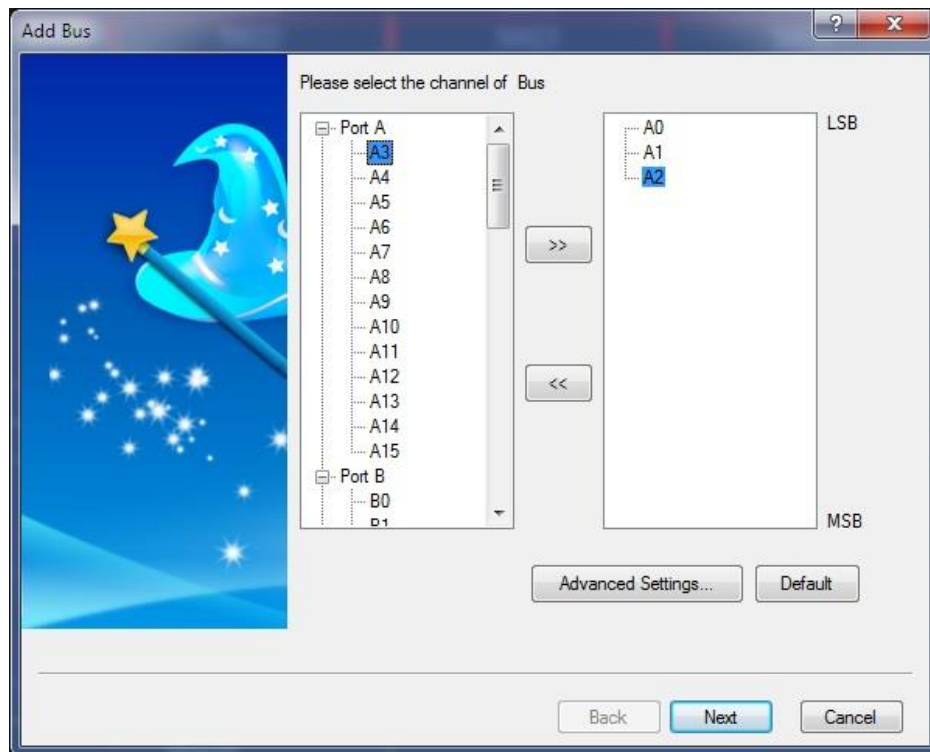 Add Bus
?
X
Please select the channel of Bus
Port A
A3
A4
A5
A6
A7
A8
A9
A10
A11
A12
A13
A14
A15
Port B
B0
B1
>>
<<
A0
A1
A2
LSB
MSB
Advanced Settings...
Default
Back
Next
Cancel